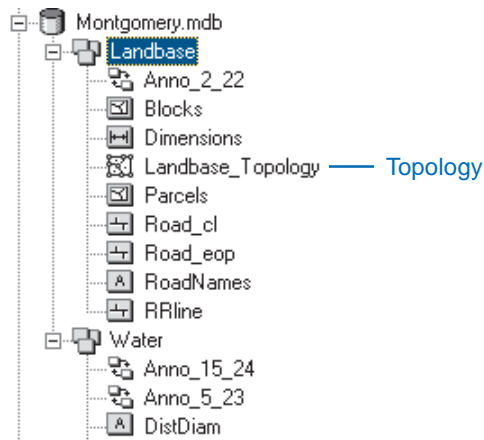 Montgomery.mdb
Landbase
Anno_2_22
Blocks
Dimensions
Landbase_Topology Topology
Parcels
Road_cl
Road_eop
RoadNames
RRline
Water
Anno_15_24
Anno_5_23
DistDiam